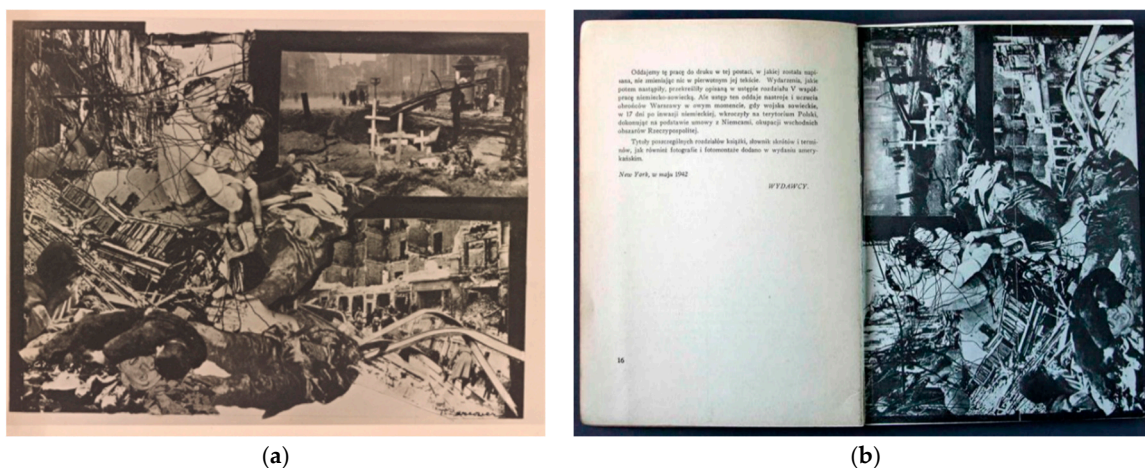 Oddajemy tę pracę do druku w tej postaci, w jakiej została napi-
sana, nie zmieniając nic w pierwotnym jej tekście. Wydarzenia, jakie
potem nastąpiły, przekreśliły opisaną w ustępie rozdziału V współ-
pracę niemiecko-sowiecką. Ale ustęp ten oddaje nastroje i uczucia
obrońców Warszawy w owym momencie, gdy wojska sowieckie,
w 17 dni po inwazji niemieckiej, wkroczyły na terytorium Polski,
dokonując na podstawie umowy z Niemcami, okupacji wschodnich
obszarów Rzeczypospolitej.
Tytuły poszczególnych rozdziałów książki, słownik skrótów i termi-
nów, jak również fotografie i fotomontaże dodano w wydaniu amery-
kańskim.
New York, w maju 1942
WYDAWCY.
16
(a)
(b)